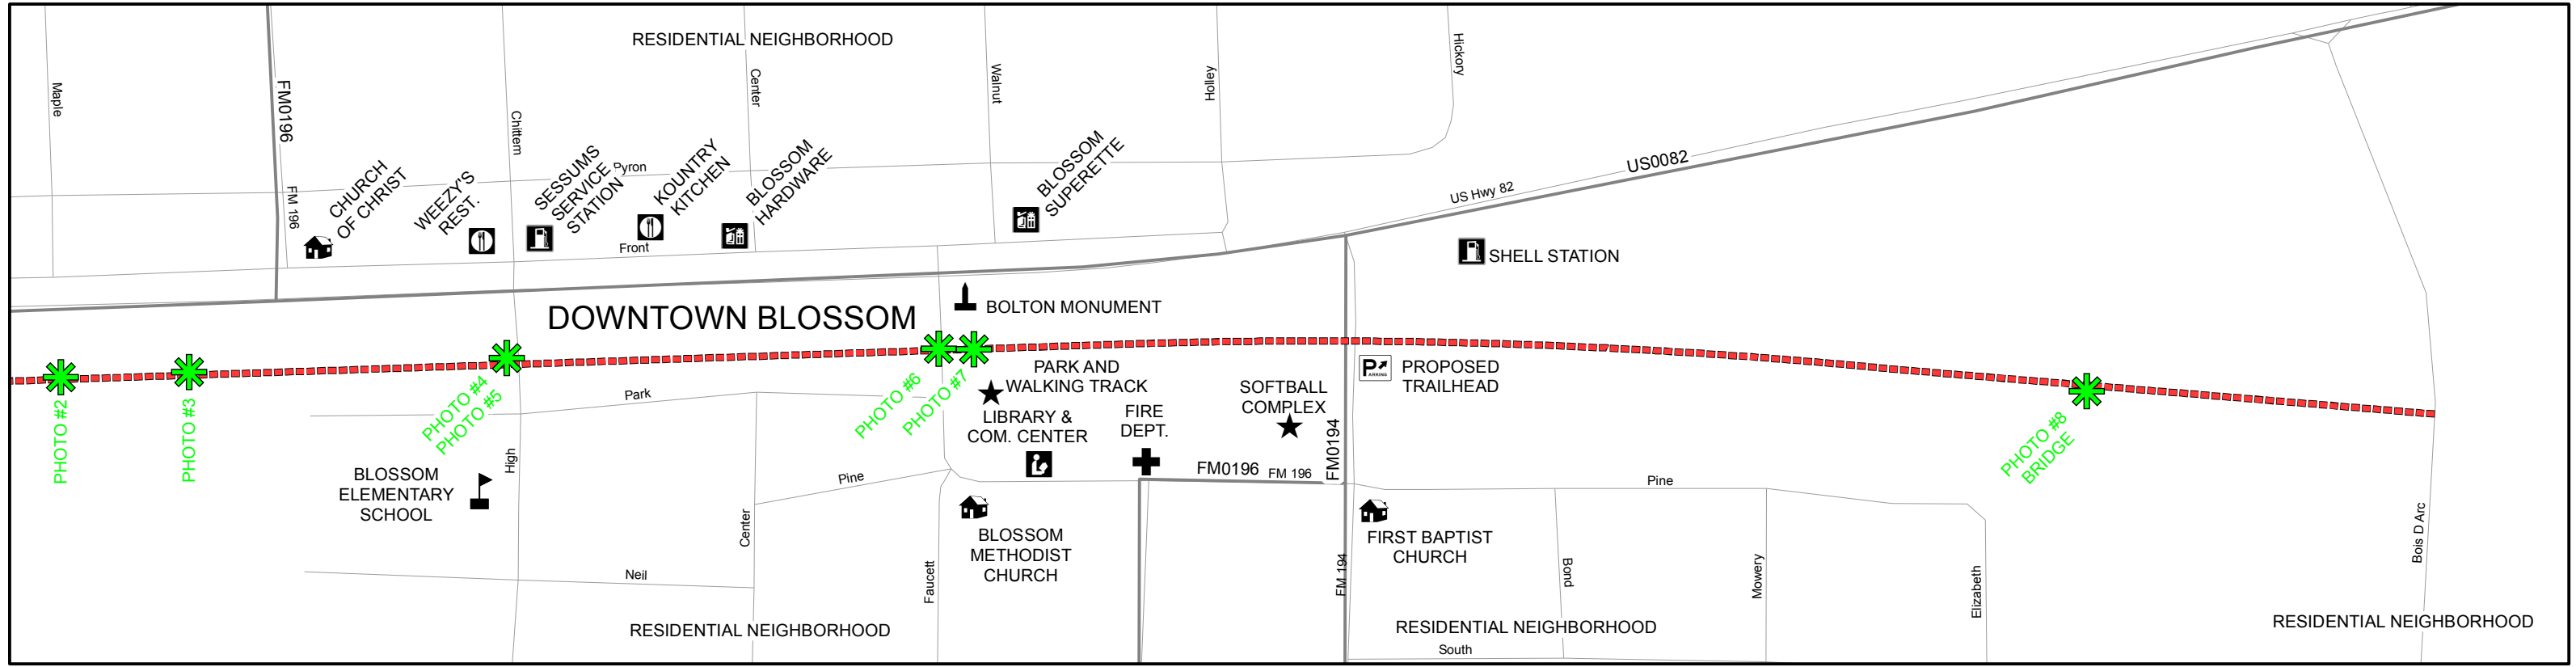 RESIDENTIAL NEIGHBORHOOD
Maple
FM0196
FM 196
Chittem
Center
Walnut
Holley
Hickory
CHURCH
OF CHRIST
WEEZY'S
REST.
SESSUMS
SERVICE
STATION
Pyron
KOUNTRY
KITCHEN
BLOSSOM
HARDWARE
BLOSSOM
SUPERETTE
Front
US Hwy 82
US0082
SHELL STATION
DOWNTOWN BLOSSOM
BOLTON MONUMENT
PHOTO #2
PHOTO #3
PHOTO #4
PHOTO #5
PHOTO #6
PHOTO #7
PARK AND
WALKING TRACK
LIBRARY &
COM. CENTER
FIRE
DEPT.
SOFTBALL
COMPLEX
P
ARKING
PROPOSED
TRAILHEAD
PHOTO #8
BRIDGE
Park
High
BLOSSOM
ELEMENTARY
SCHOOL
Pine
Center
Neil
Faucett
BLOSSOM
METHODIST
CHURCH
FM0196
FM 196
FM0194
FM 194
FIRST BAPTIST
CHURCH
Pine
Bond
Mowery
Elizabeth
Bois D Arc
RESIDENTIAL NEIGHBORHOOD
RESIDENTIAL NEIGHBORHOOD
South
RESIDENTIAL NEIGHBORHOOD